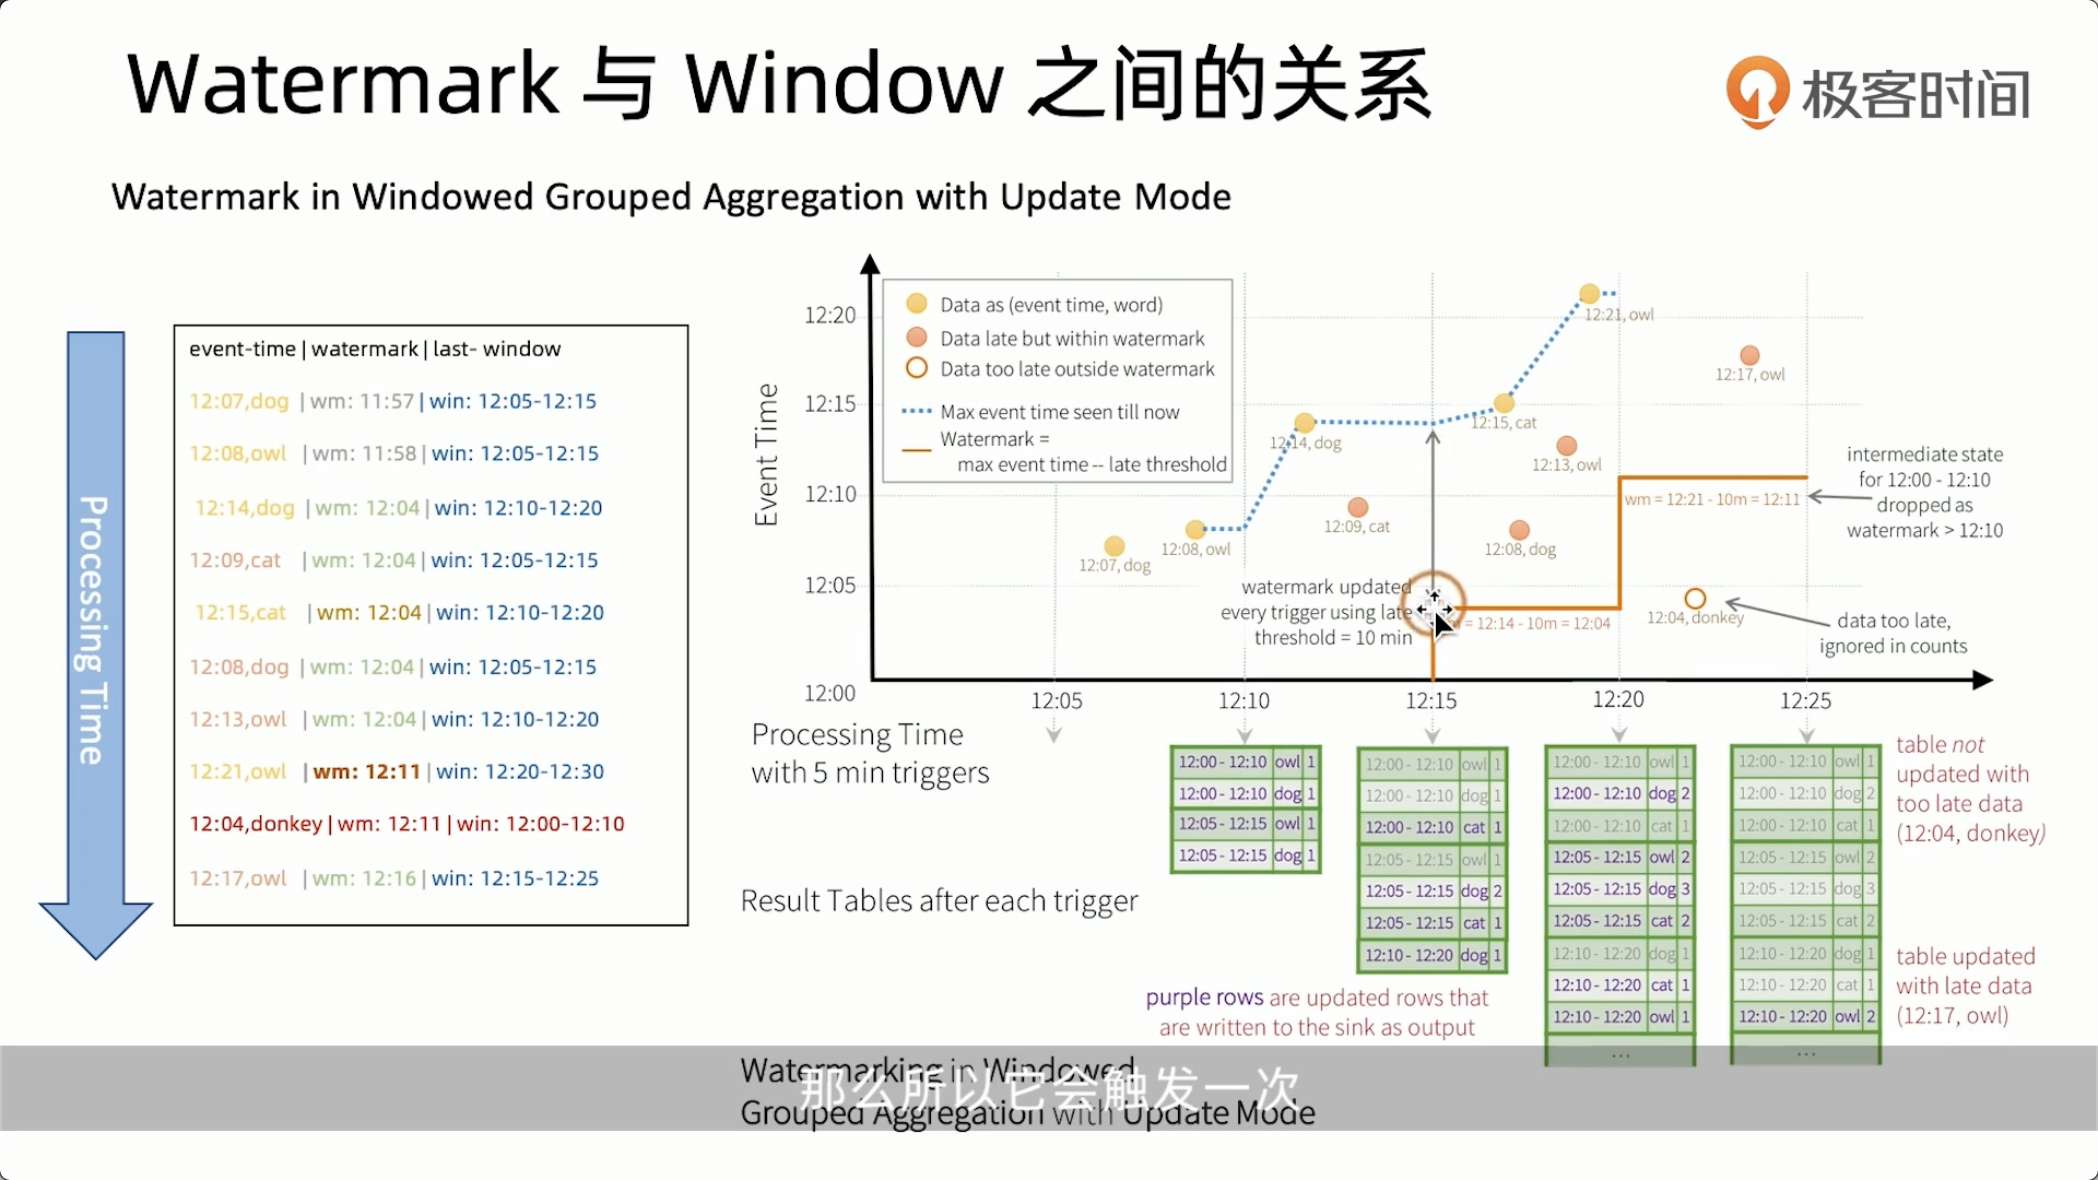 Watermark 与 Window 之间的关系
极客时间
Watermark in Windowed Grouped Aggregation with Update Mode
Processing Time
event-time | watermark | last- window
12:07,dog | wm: 11:57 | win: 12:05-12:15
12:08,owl | wm: 11:58 | win: 12:05-12:15
12:14,dog | wm: 12:04 | win: 12:10-12:20
12:09,cat | wm: 12:04 | win: 12:05-12:15
12:15,cat | wm: 12:04 | win: 12:10-12:20
12:08,dog | wm: 12:04 | win: 12:05-12:15
12:13,owl | wm: 12:04 | win: 12:10-12:20
12:21,owl | wm: 12:11 | win: 12:20-12:30
12:04,donkey | wm: 12:11 | win: 12:00-12:10
12:17,owl | wm: 12:16 | win: 12:15-12:25
Event Time
12:20
12:15
12:10
12:05
12:00
Data as (event time, word)
Data late but within watermark
Data too late outside watermark
Max event time seen till now
Watermark =
max event time -- late threshold
12:07, dog
12:08, owl
12:14, dog
12:09, cat
12:15, cat
12:13, owl
12:08, dog
12:21, owl
12:17, owl
12:04, donkey
watermark updated
every trigger using late
threshold = 10 min
= 12:14 - 10m = 12:04
wm = 12:21 - 10m = 12:11
intermediate state
for 12:00 - 12:10
dropped as
watermark > 12:10
data too late,
ignored in counts
12:05
12:10
12:15
12:20
12:25
Processing Time
with 5 min triggers
Result Tables after each trigger
12:00 - 12:10 owl 1
12:00 - 12:10 dog 1
12:05 - 12:15 owl 1
12:05 - 12:15 dog 1
12:00 - 12:10 owl 1
12:00 - 12:10 dog 1
12:00 - 12:10 cat 1
12:05 - 12:15 owl 1
12:05 - 12:15 dog 2
12:05 - 12:15 cat 1
12:10 - 12:20 dog 1
12:00 - 12:10 owl 1
12:00 - 12:10 dog 2
12:00 - 12:10 cat 1
12:05 - 12:15 owl 2
12:05 - 12:15 dog 3
12:05 - 12:15 cat 2
12:10 - 12:20 dog 1
12:10 - 12:20 cat 1
12:10 - 12:20 owl 1
...
12:00 - 12:10 owl 1
12:00 - 12:10 dog 2
12:00 - 12:10 cat 1
12:05 - 12:15 owl 2
12:05 - 12:15 dog 3
12:05 - 12:15 cat 2
12:10 - 12:20 dog 1
12:10 - 12:20 cat 1
12:10 - 12:20 owl 2
...
table not
updated with
too late data
(12:04, donkey)
table updated
with late data
(12:17, owl)
purple rows are updated rows that
are written to the sink as output
Watermarking in Windowed
Grouped Aggregation with Update Mode
那么所以它会触发一次